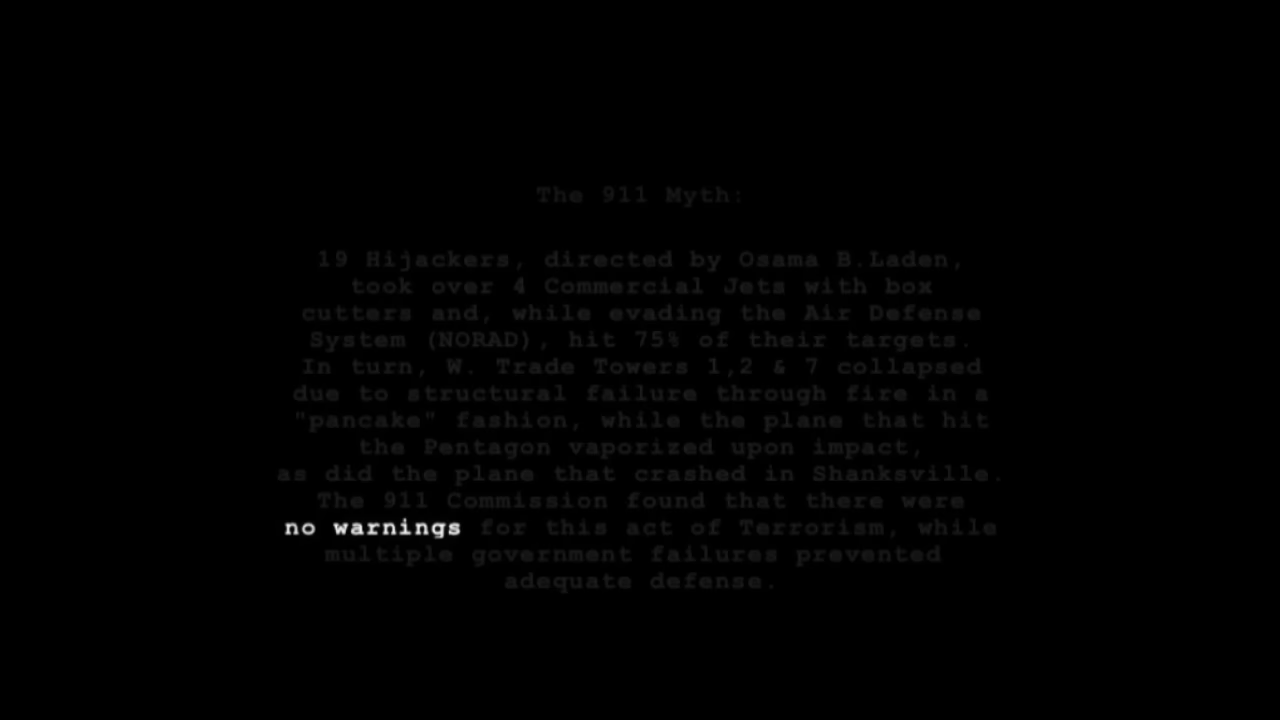 The 911 Myth:
19 Hijackers, directed by Osama B.Laden,
took over 4 Commercial Jets with box
cutters and, while evading the Air Defense
System (NORAD), hit 75% of their targets.
In turn, W. Trade Towers 1,2 & 7 collapsed
due to structural failure through fire in a
"pancake" fashion, while the plane that hit
the Pentagon vaporized upon impact,
as did the plane that crashed in Shanksville.
The 911 Commission found that there were
no warnings for this act of Terrorism, while
multiple government failures prevented
adequate defense.